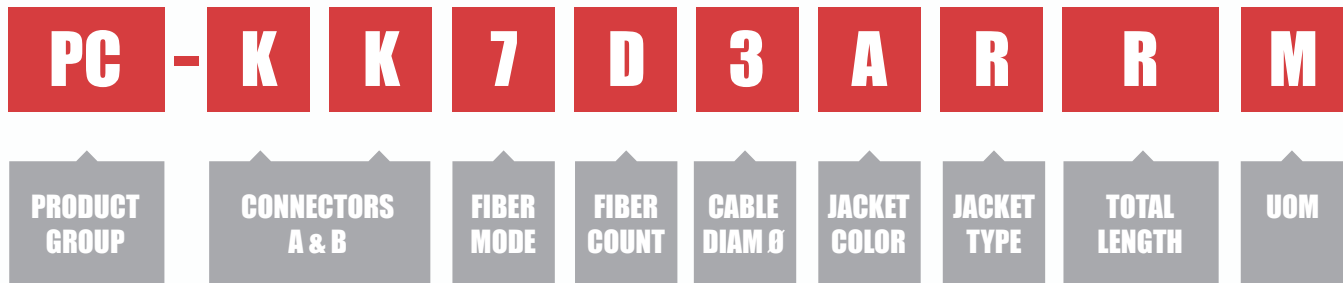 PC - K K 7 D 3 A R R M
PRODUCT GROUP
CONNECTORS A & B
FIBER MODE
FIBER COUNT
CABLE DIAM Ø
JACKET COLOR
JACKET TYPE
TOTAL LENGTH
UOM